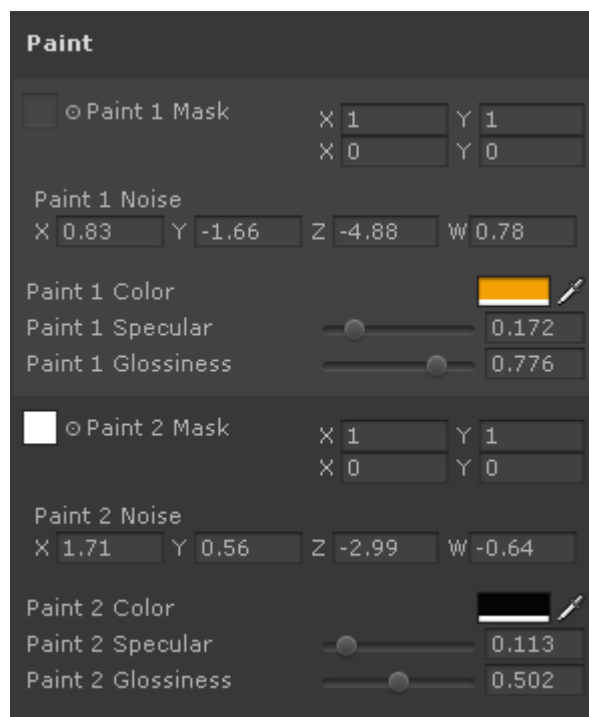 Paint
Paint 1 Mask X 1 Y 1
X 0 Y 0
Paint 1 Noise
X 0.83 Y -1.66 Z -4.88 W 0.78
Paint 1 Color
Paint 1 Specular 0.172
Paint 1 Glossiness 0.776
Paint 2 Mask X 1 Y 1
X 0 Y 0
Paint 2 Noise
X 1.71 Y 0.56 Z -2.99 W -0.64
Paint 2 Color
Paint 2 Specular 0.113
Paint 2 Glossiness 0.502